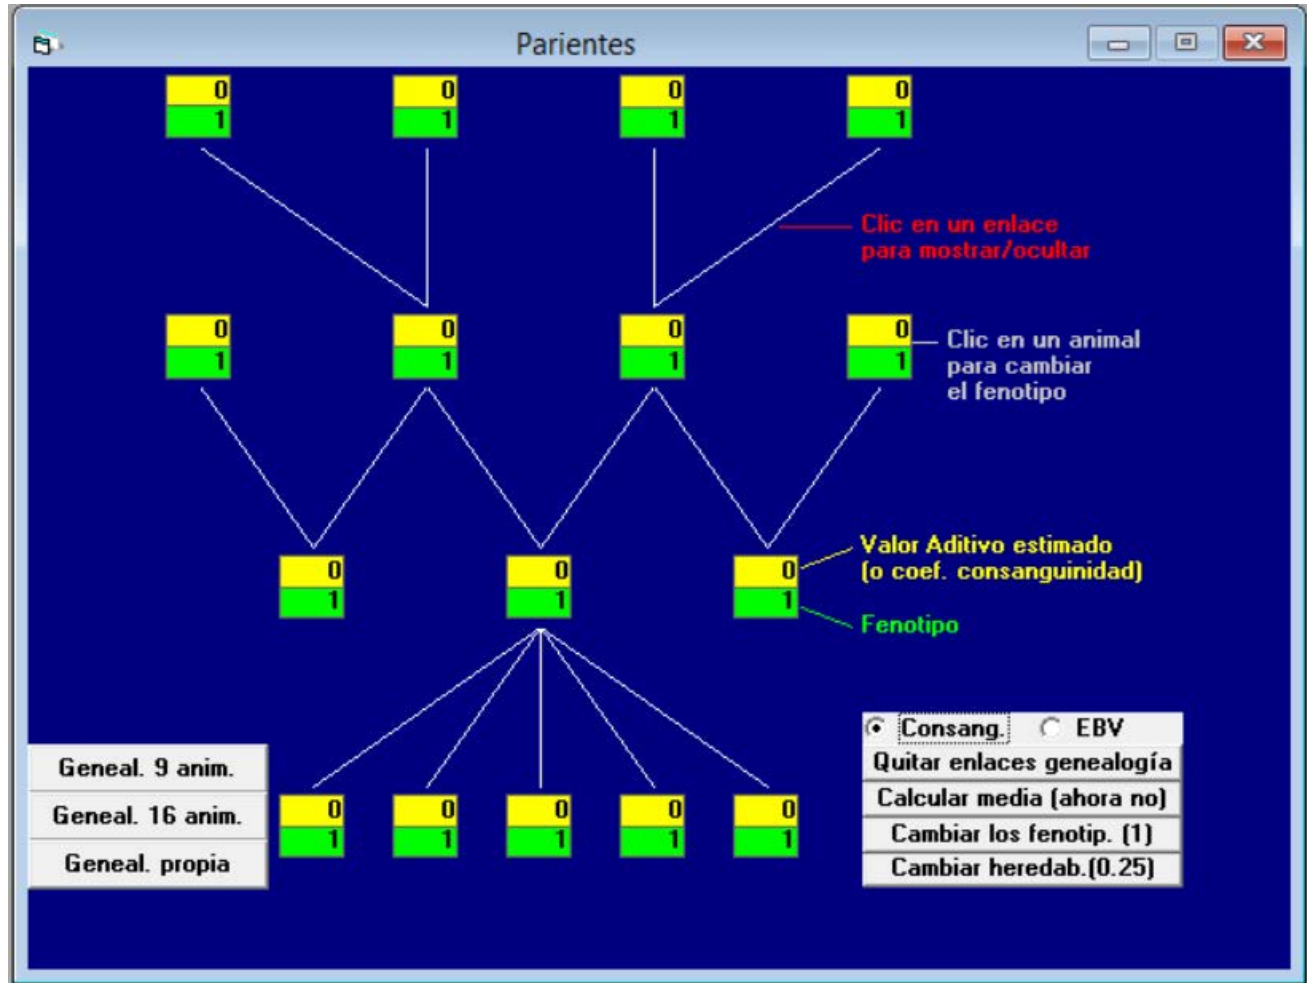 Parientes
0 0 0 0
1 1 1 1
Clic en un enlace
para mostrar/ocultar
0 0 0 0
1 1 1 1
Clic en un animal
para cambiar
el fenotipo
0 0 0
1 1 1
Valor Aditivo estimado
(o coef. consanguinidad)
Fenotipo
Consang. EBV
Quitar enlaces genealogía
Calcular media (ahora no)
Cambiar los fenotip. (1)
Cambiar heredab.(0.25)
Geneal. 9 anim.
Geneal. 16 anim.
Geneal. propia
0 0 0 0 0
1 1 1 1 1